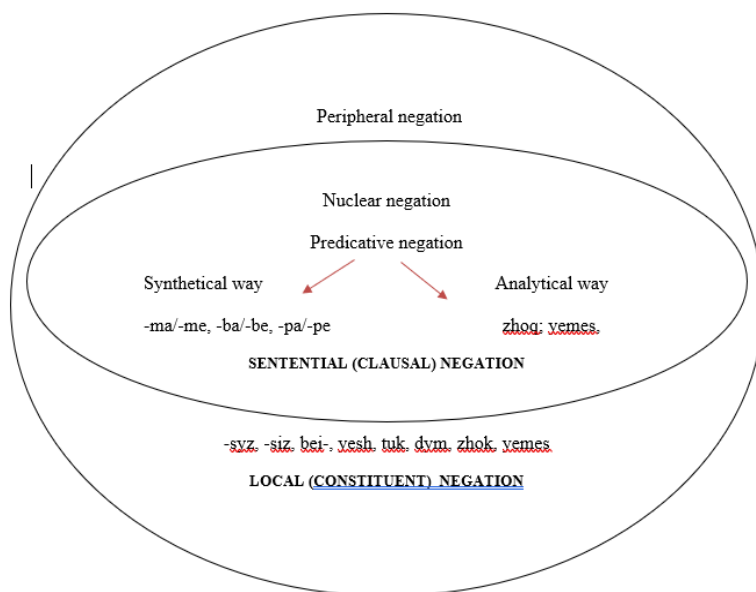 Peripheral negation
Nuclear negation
Predicative negation
Synthetical way Analytical way
-ma/-me, -ba/-be, -pa/-pe zhoq; yemes,
SENTENTIAL (CLAUSAL) NEGATION
-syz, -siz, bei-, yesh, tuk, dym, zhok, yemes
LOCAL (CONSTITUENT) NEGATION